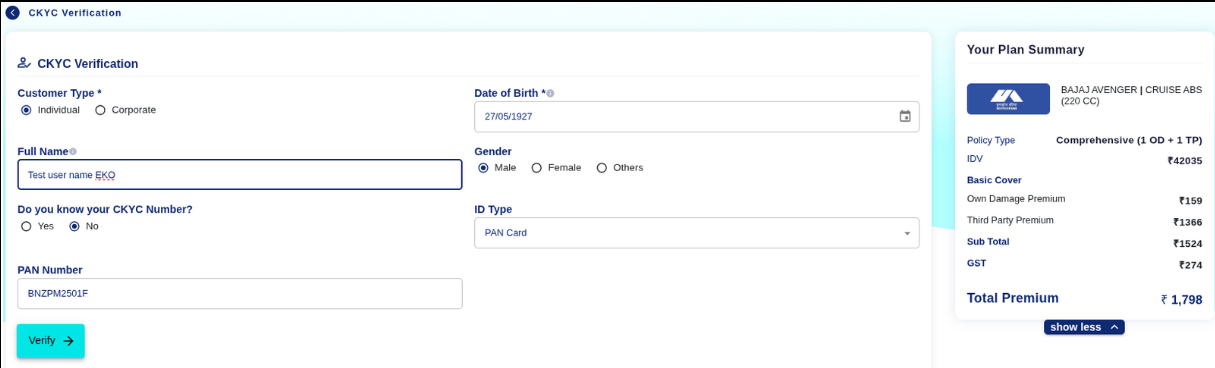 CKYC Verification
CKYC Verification
Customer Type *
Individual Corporate
Date of Birth *
27/05/1927
Full Name
Test user name EKO
Gender
Male Female Others
Do you know your CKYC Number?
Yes No
ID Type
PAN Card
PAN Number
BNZPM2501F
Verify
Your Plan Summary
BAJAJ AVENGER | CRUISE ABS
(220 CC)
Policy Type Comprehensive (1 OD + 1 TP)
IDV ₹42035
Basic Cover
Own Damage Premium ₹159
Third Party Premium ₹1366
Sub Total ₹1524
GST ₹274
Total Premium ₹ 1,798
show less